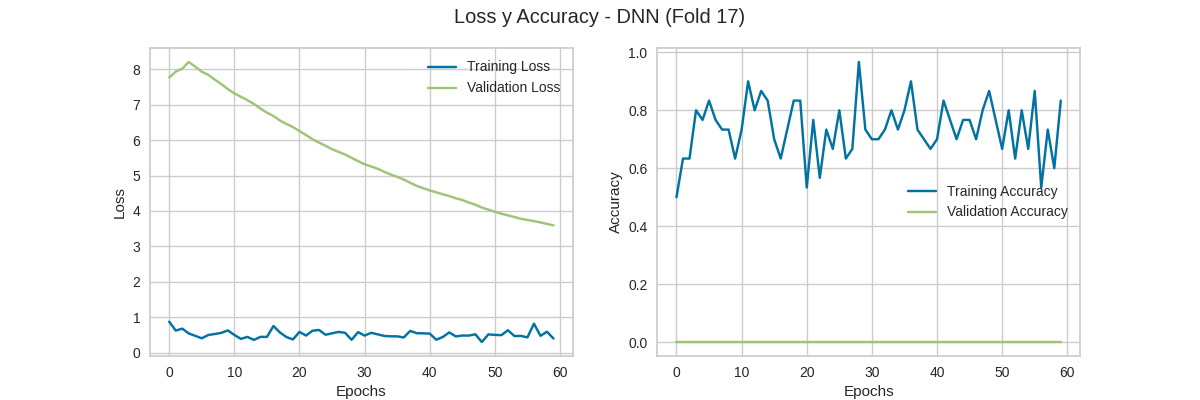 Loss y Accuracy - DNN (Fold 17)
Loss
8
7
6
5
4
3
2
1
0
0 10 20 30 40 50 60
Epochs
Training Loss
Validation Loss
Accuracy
1.0
0.8
0.6
0.4
0.2
0.0
0 10 20 30 40 50 60
Epochs
Training Accuracy
Validation Accuracy